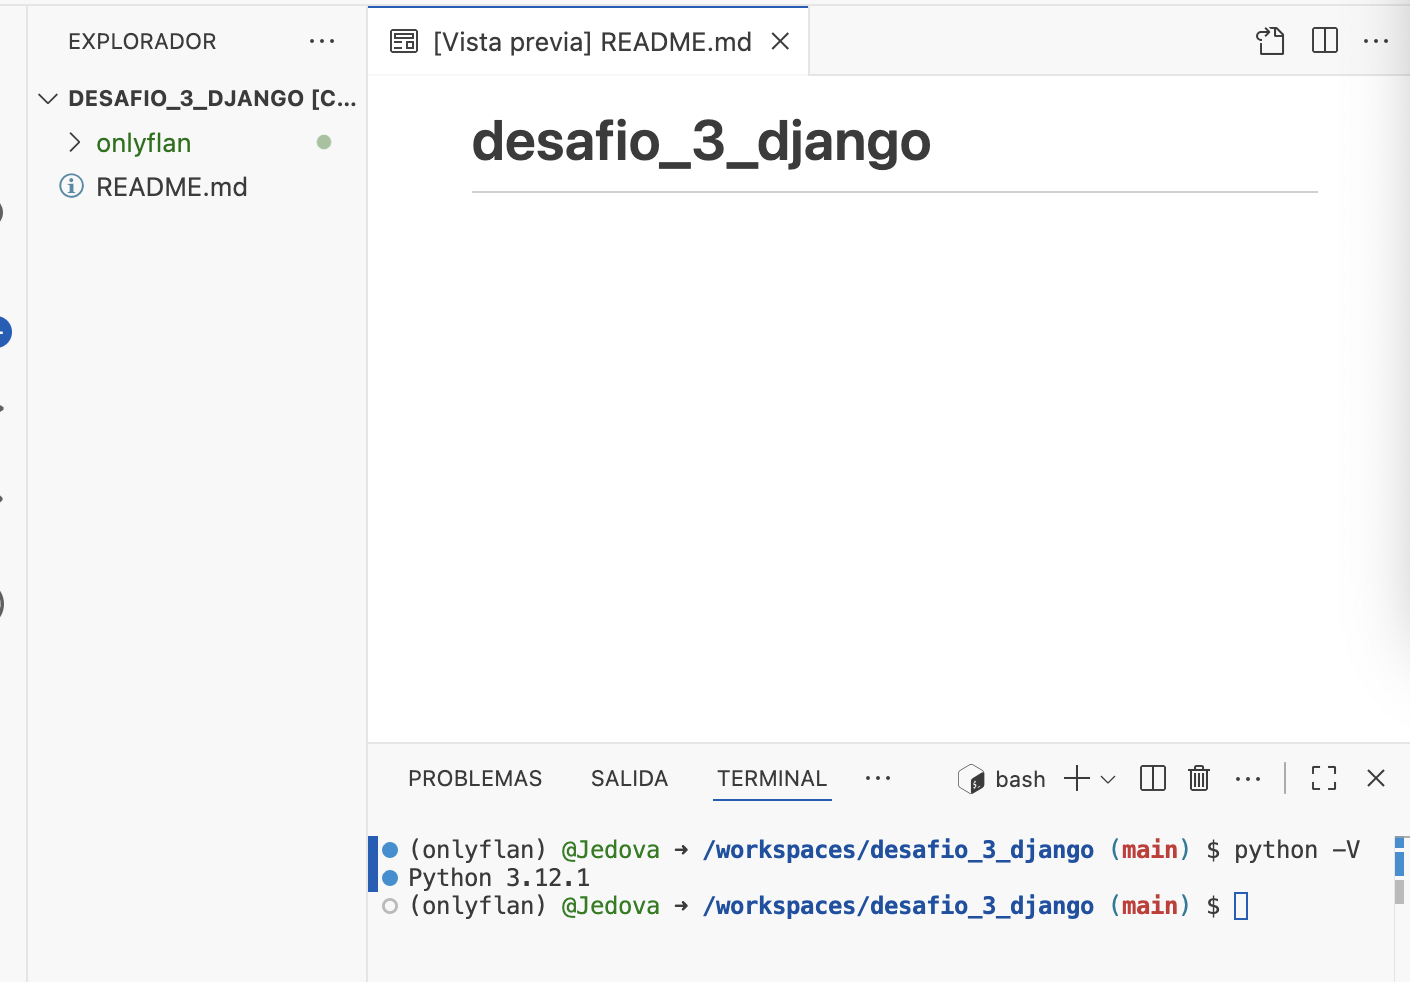 EXPLORADOR
DESAFIO_3_DJANGO [C...
onlyflan
README.md
[Vista previa] README.md
desafio_3_django
PROBLEMAS SALIDA TERMINAL bash
(onlyflan) @Jedova ➜ /workspaces/desafio_3_django (main) $ python -V
Python 3.12.1
(onlyflan) @Jedova ➜ /workspaces/desafio_3_django (main) $